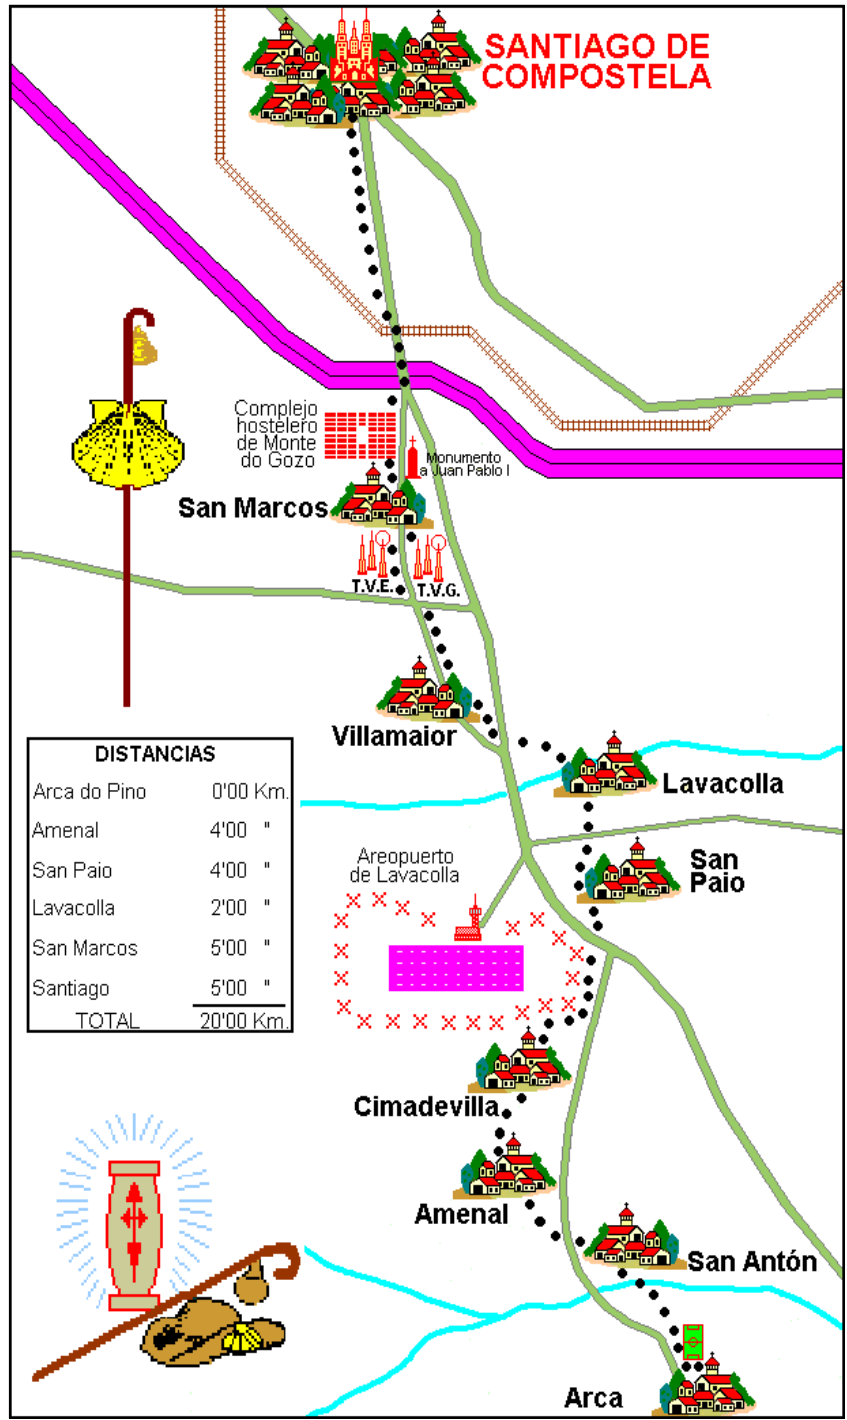 SANTIAGO DE
COMPOSTELA
Complejo
hostelero
de Monte
do Gozo
Monumento
a Juan Pablo I
San Marcos
T.V.E.
T.V.G.
Villamaior
Lavacolla
San
Paio
Areopuerto
de Lavacolla
DISTANCIAS
Arca do Pino 0'00 Km.
Amenal 4'00 "
San Paio 4'00 "
Lavacolla 2'00 "
San Marcos 5'00 "
Santiago 5'00 "
TOTAL 20'00 Km.
Cimadevilla
Amenal
San Antón
Arca